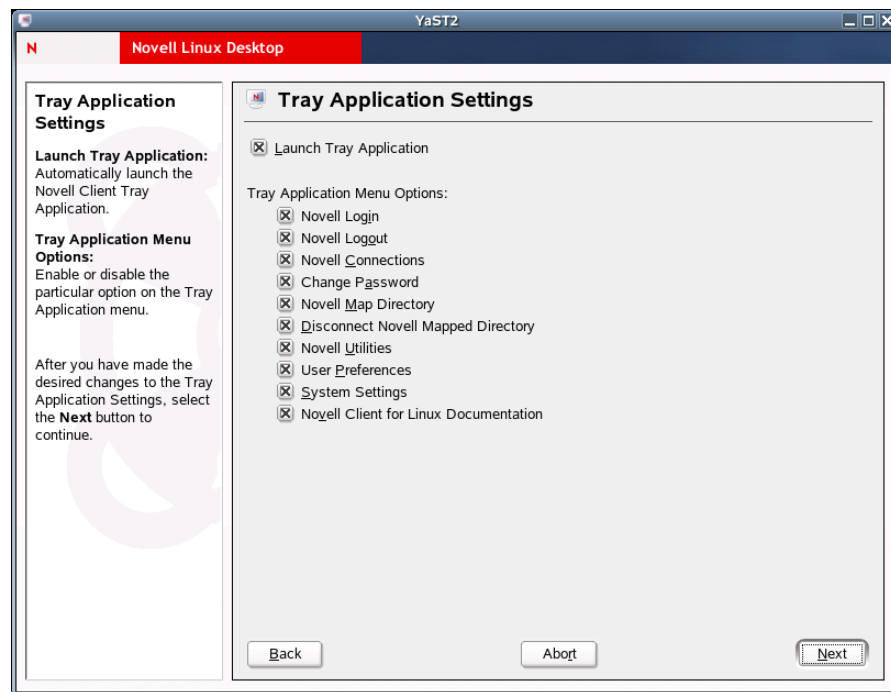 YaST2
N Novell Linux Desktop
Tray Application
Settings
Launch Tray Application:
Automatically launch the
Novell Client Tray
Application.
Tray Application Menu
Options:
Enable or disable the
particular option on the Tray
Application menu.
After you have made the
desired changes to the Tray
Application Settings, select
the Next button to
continue.
N Tray Application Settings
Launch Tray Application
Tray Application Menu Options:
Novell Login
Novell Logout
Novell Connections
Change Password
Novell Map Directory
Disconnect Novell Mapped Directory
Novell Utilities
User Preferences
System Settings
Novell Client for Linux Documentation
Back Abort Next